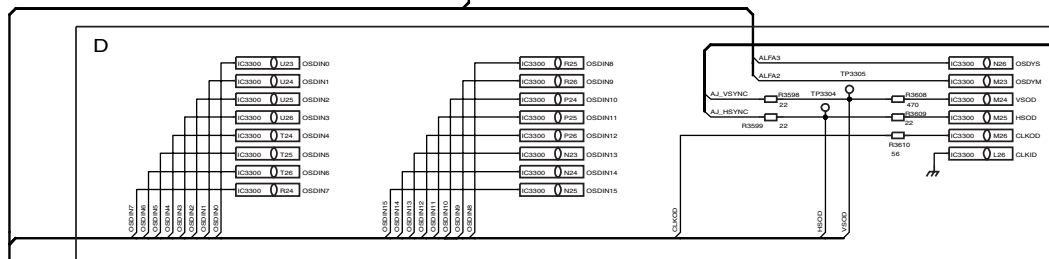 D
IC3300 U23 OSDIN0
IC3300 U24 OSDIN1
IC3300 U25 OSDIN2
IC3300 U26 OSDIN3
IC3300 T24 OSDIN4
IC3300 T25 OSDIN5
IC3300 T26 OSDIN6
IC3300 R24 OSDIN7
OSDIN7
OSDIN6
OSDIN5
OSDIN4
OSDIN3
OSDIN2
OSDIN1
OSDIN0
IC3300 R25 OSDIN8
IC3300 R26 OSDIN9
IC3300 P24 OSDIN10
IC3300 P25 OSDIN11
IC3300 P26 OSDIN12
IC3300 N23 OSDIN13
IC3300 N24 OSDIN14
IC3300 N25 OSDIN15
OSDIN15
OSDIN14
OSDIN13
OSDIN12
OSDIN11
OSDIN10
OSDIN9
OSDIN8
ALFA3
IC3300 N26 OSDYS
ALFA2
TP3305
IC3300 M23 OSDYM
AJ_VSYNC
R3598
22
TP3304
R3608
470
IC3300 M24 VSOD
AJ_HSYNC
R3599
22
R3609
22
IC3300 M25 HSOD
R3610
56
IC3300 M26 CLKOD
IC3300 L26 CLKID
CLKOD
HSOD
VSOD